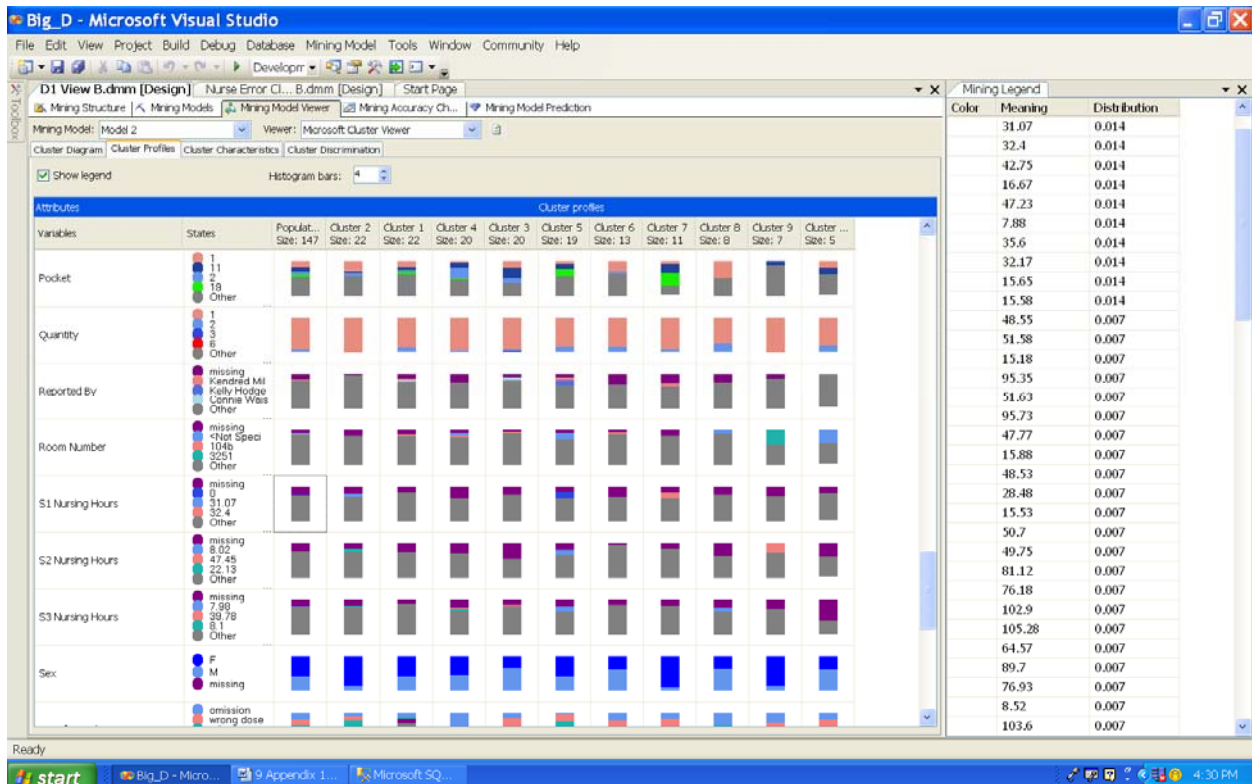 Big_D - Microsoft Visual Studio
File Edit View Project Build Debug Database Mining Model Tools Window Community Help
Developr
D1 View B.dmm [Design] Nurse Error Cl... B.dmm [Design] Start Page
Toolbox
Mining Structure Mining Models Mining Model Viewer Mining Accuracy Ch... Mining Model Prediction
Mining Model: Model 2 Viewer: Microsoft Cluster Viewer
Cluster Diagram Cluster Profiles Cluster Characteristics Cluster Discrimination
Show legend Histogram bars: 4
Attributes Cluster profiles
Variables States Populat... Cluster 2 Cluster 1 Cluster 4 Cluster 3 Cluster 5 Cluster 6 Cluster 7 Cluster 8 Cluster 9 Cluster ...
Size: 147 Size: 22 Size: 22 Size: 20 Size: 20 Size: 19 Size: 13 Size: 11 Size: 8 Size: 7 Size: 5
Pocket
1
11
2
18
Other
Quantity
1
2
3
6
Other
Reported By
missing
Kendred Mil
Kelly Hodge
Connie Wais
Other
Room Number
missing
<Not Speci
104b
3251
Other
S1 Nursing Hours
missing
0
31.07
32.4
Other
S2 Nursing Hours
missing
8.02
47.45
22.13
Other
S3 Nursing Hours
missing
7.98
39.78
8.1
Other
Sex
F
M
missing
omission
wrong dose
Mining Legend
Color Meaning Distribution
31.07 0.014
32.4 0.014
42.75 0.014
16.67 0.014
47.23 0.014
7.88 0.014
35.6 0.014
32.17 0.014
15.65 0.014
15.58 0.014
48.55 0.007
51.58 0.007
15.18 0.007
95.35 0.007
51.63 0.007
95.73 0.007
47.77 0.007
15.88 0.007
48.53 0.007
28.48 0.007
15.53 0.007
50.7 0.007
49.75 0.007
81.12 0.007
76.18 0.007
102.9 0.007
105.28 0.007
64.57 0.007
89.7 0.007
76.93 0.007
8.52 0.007
103.6 0.007
Ready
start Big_D - Micro... 9 Appendix 1... Microsoft SQ... 4:30 PM